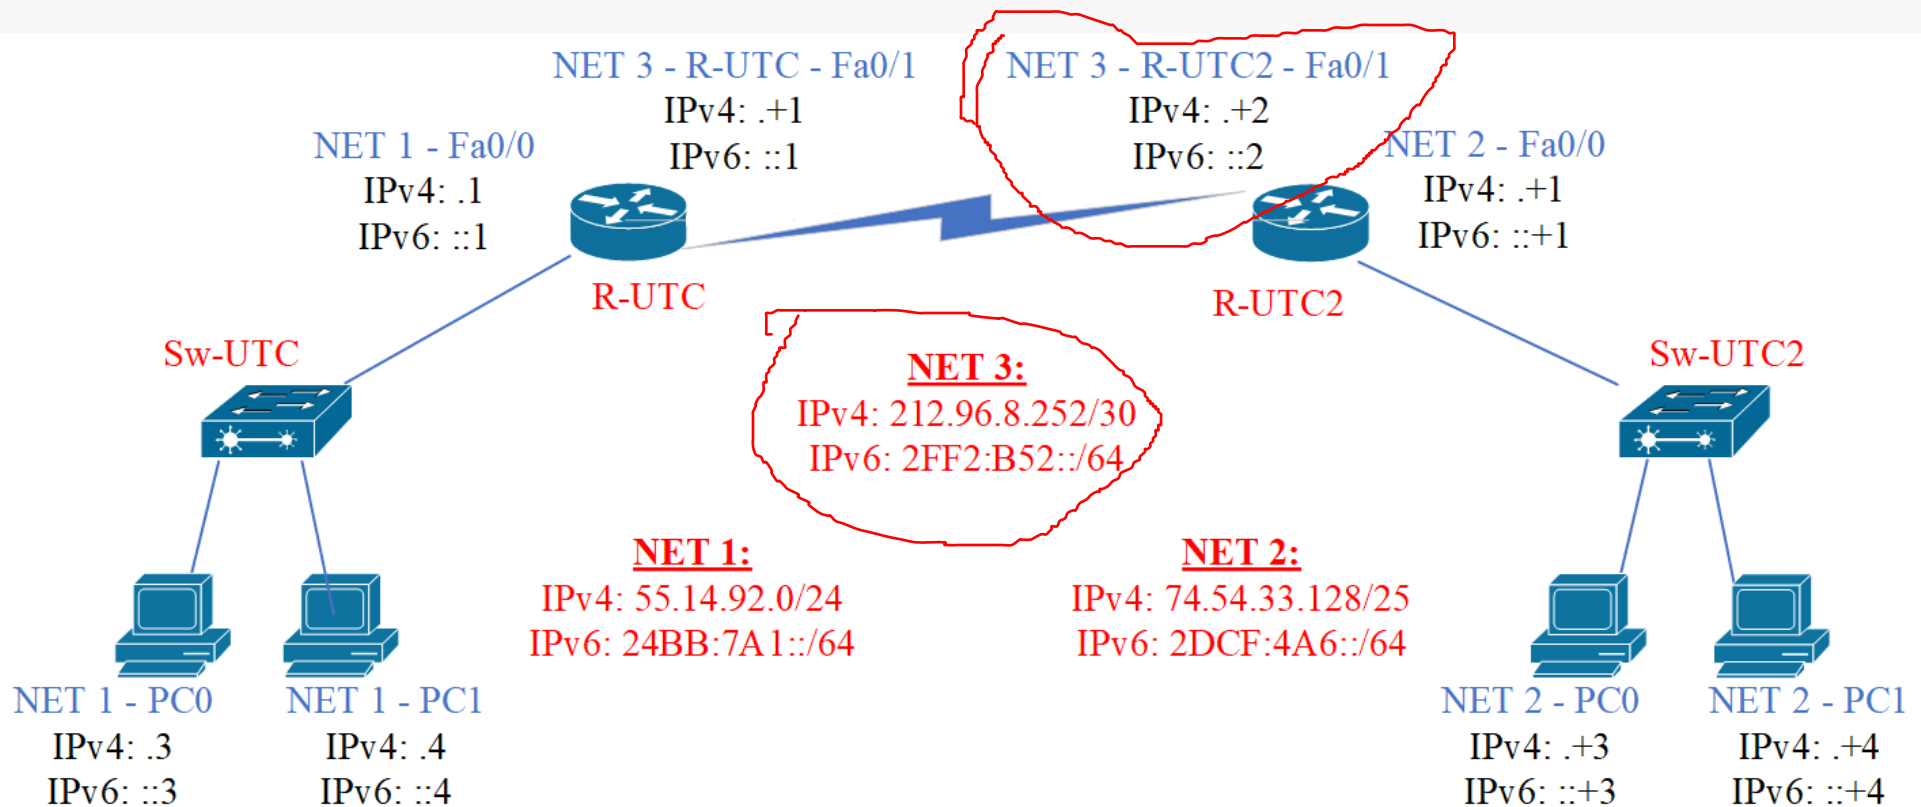 NET 3 - R-UTC - Fa0/1
IPv4: .+1
IPv6: ::1
NET 3 - R-UTC2 - Fa0/1
IPv4: .+2
IPv6: ::2
NET 1 - Fa0/0
IPv4: .1
IPv6: ::1
NET 2 - Fa0/0
IPv4: .+1
IPv6: ::+1
R-UTC
R-UTC2
Sw-UTC
Sw-UTC2
NET 3:
IPv4: 212.96.8.252/30
IPv6: 2FF2:B52::/64
NET 1:
IPv4: 55.14.92.0/24
IPv6: 24BB:7A1::/64
NET 2:
IPv4: 74.54.33.128/25
IPv6: 2DCF:4A6::/64
NET 1 - PC0
IPv4: .3
IPv6: ::3
NET 1 - PC1
IPv4: .4
IPv6: ::4
NET 2 - PC0
IPv4: .+3
IPv6: ::+3
NET 2 - PC1
IPv4: .+4
IPv6: ::+4